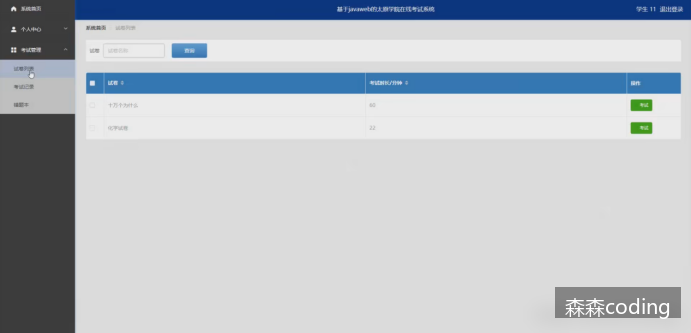 系统首页
个人中心
考试管理
试卷列表
考试记录
错题本
基于javaweb的太原学院在线考试系统
学生 11 退出登录
系统首页 试卷列表
试卷 试卷名称 查询
试卷 考试时长/分钟 操作
十万个为什么 60 考试
化学试卷 22 考试
森森coding